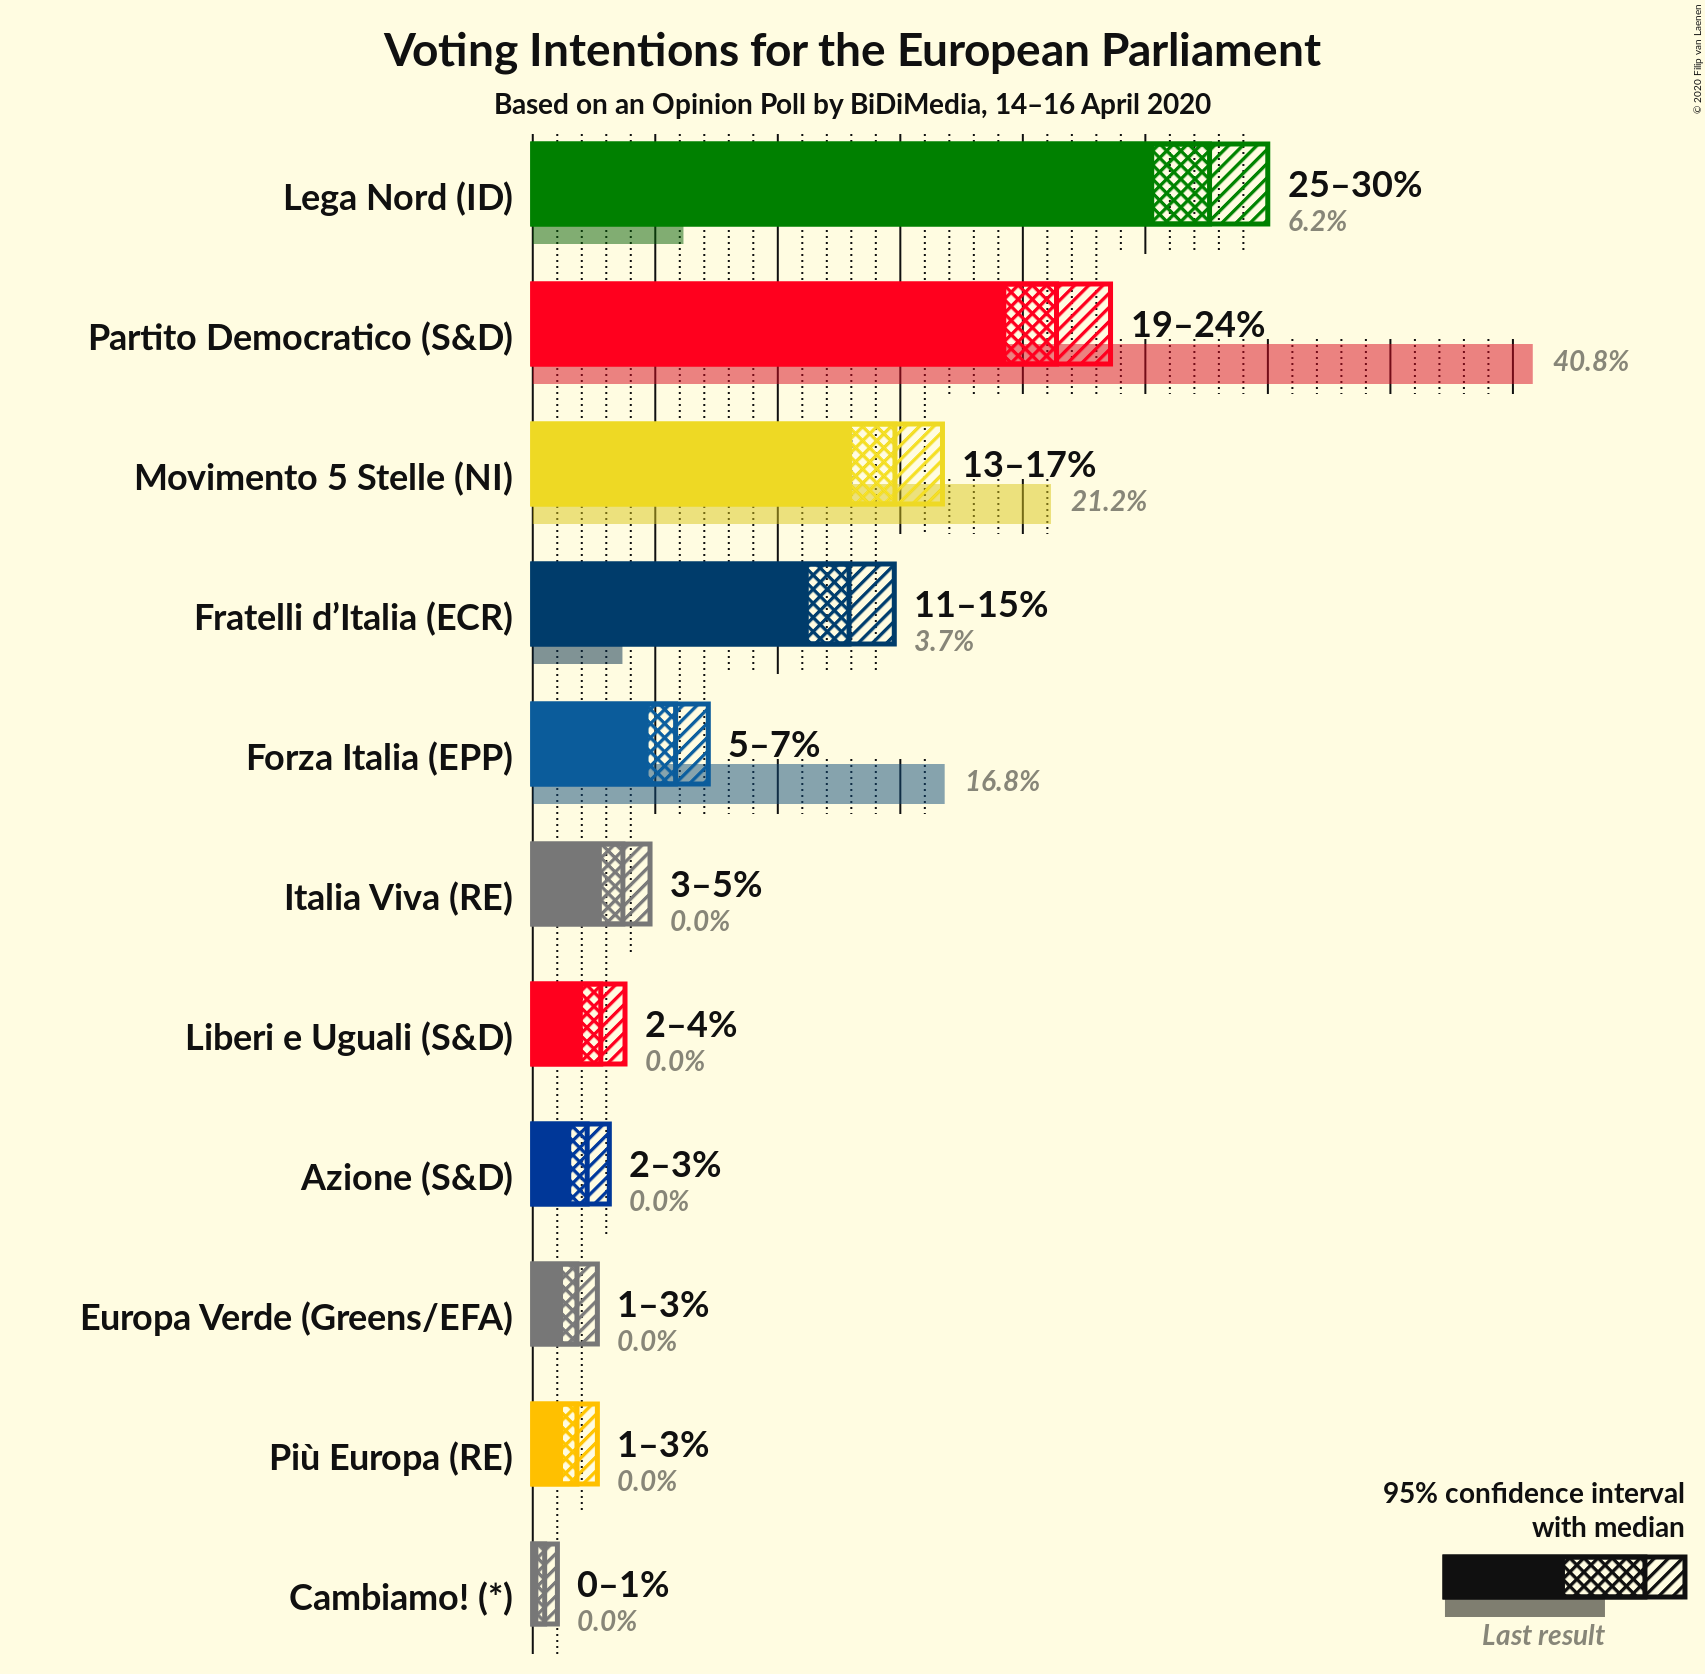 Voting Intentions for the European Parliament
Based on an Opinion Poll by BiDiMedia, 14–16 April 2020
© 2020 Filip van Laenen
Lega Nord (ID)
25–30%
6.2%
Partito Democratico (S&D)
19–24%
40.8%
Movimento 5 Stelle (NI)
13–17%
21.2%
Fratelli d’Italia (ECR)
11–15%
3.7%
Forza Italia (EPP)
5–7%
16.8%
Italia Viva (RE)
3–5%
0.0%
Liberi e Uguali (S&D)
2–4%
0.0%
Azione (S&D)
2–3%
0.0%
Europa Verde (Greens/EFA)
1–3%
0.0%
Più Europa (RE)
1–3%
0.0%
Cambiamo! (*)
0–1%
0.0%
95% confidence interval
with median
Last result